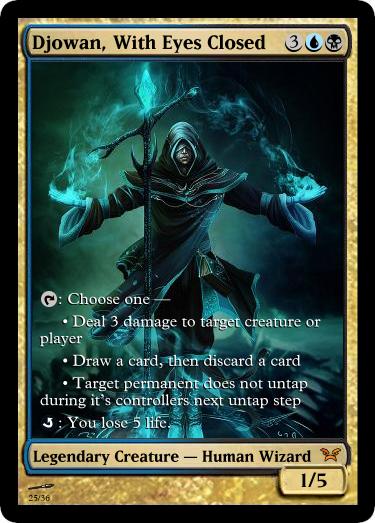 Djowan, With Eyes Closed 3
: Choose one —
• Deal 3 damage to target creature or
player
• Draw a card, then discard a card
• Target permanent does not untap
during it's controllers next untap step
: You lose 5 life.
Legendary Creature — Human Wizard
1/5
25/36